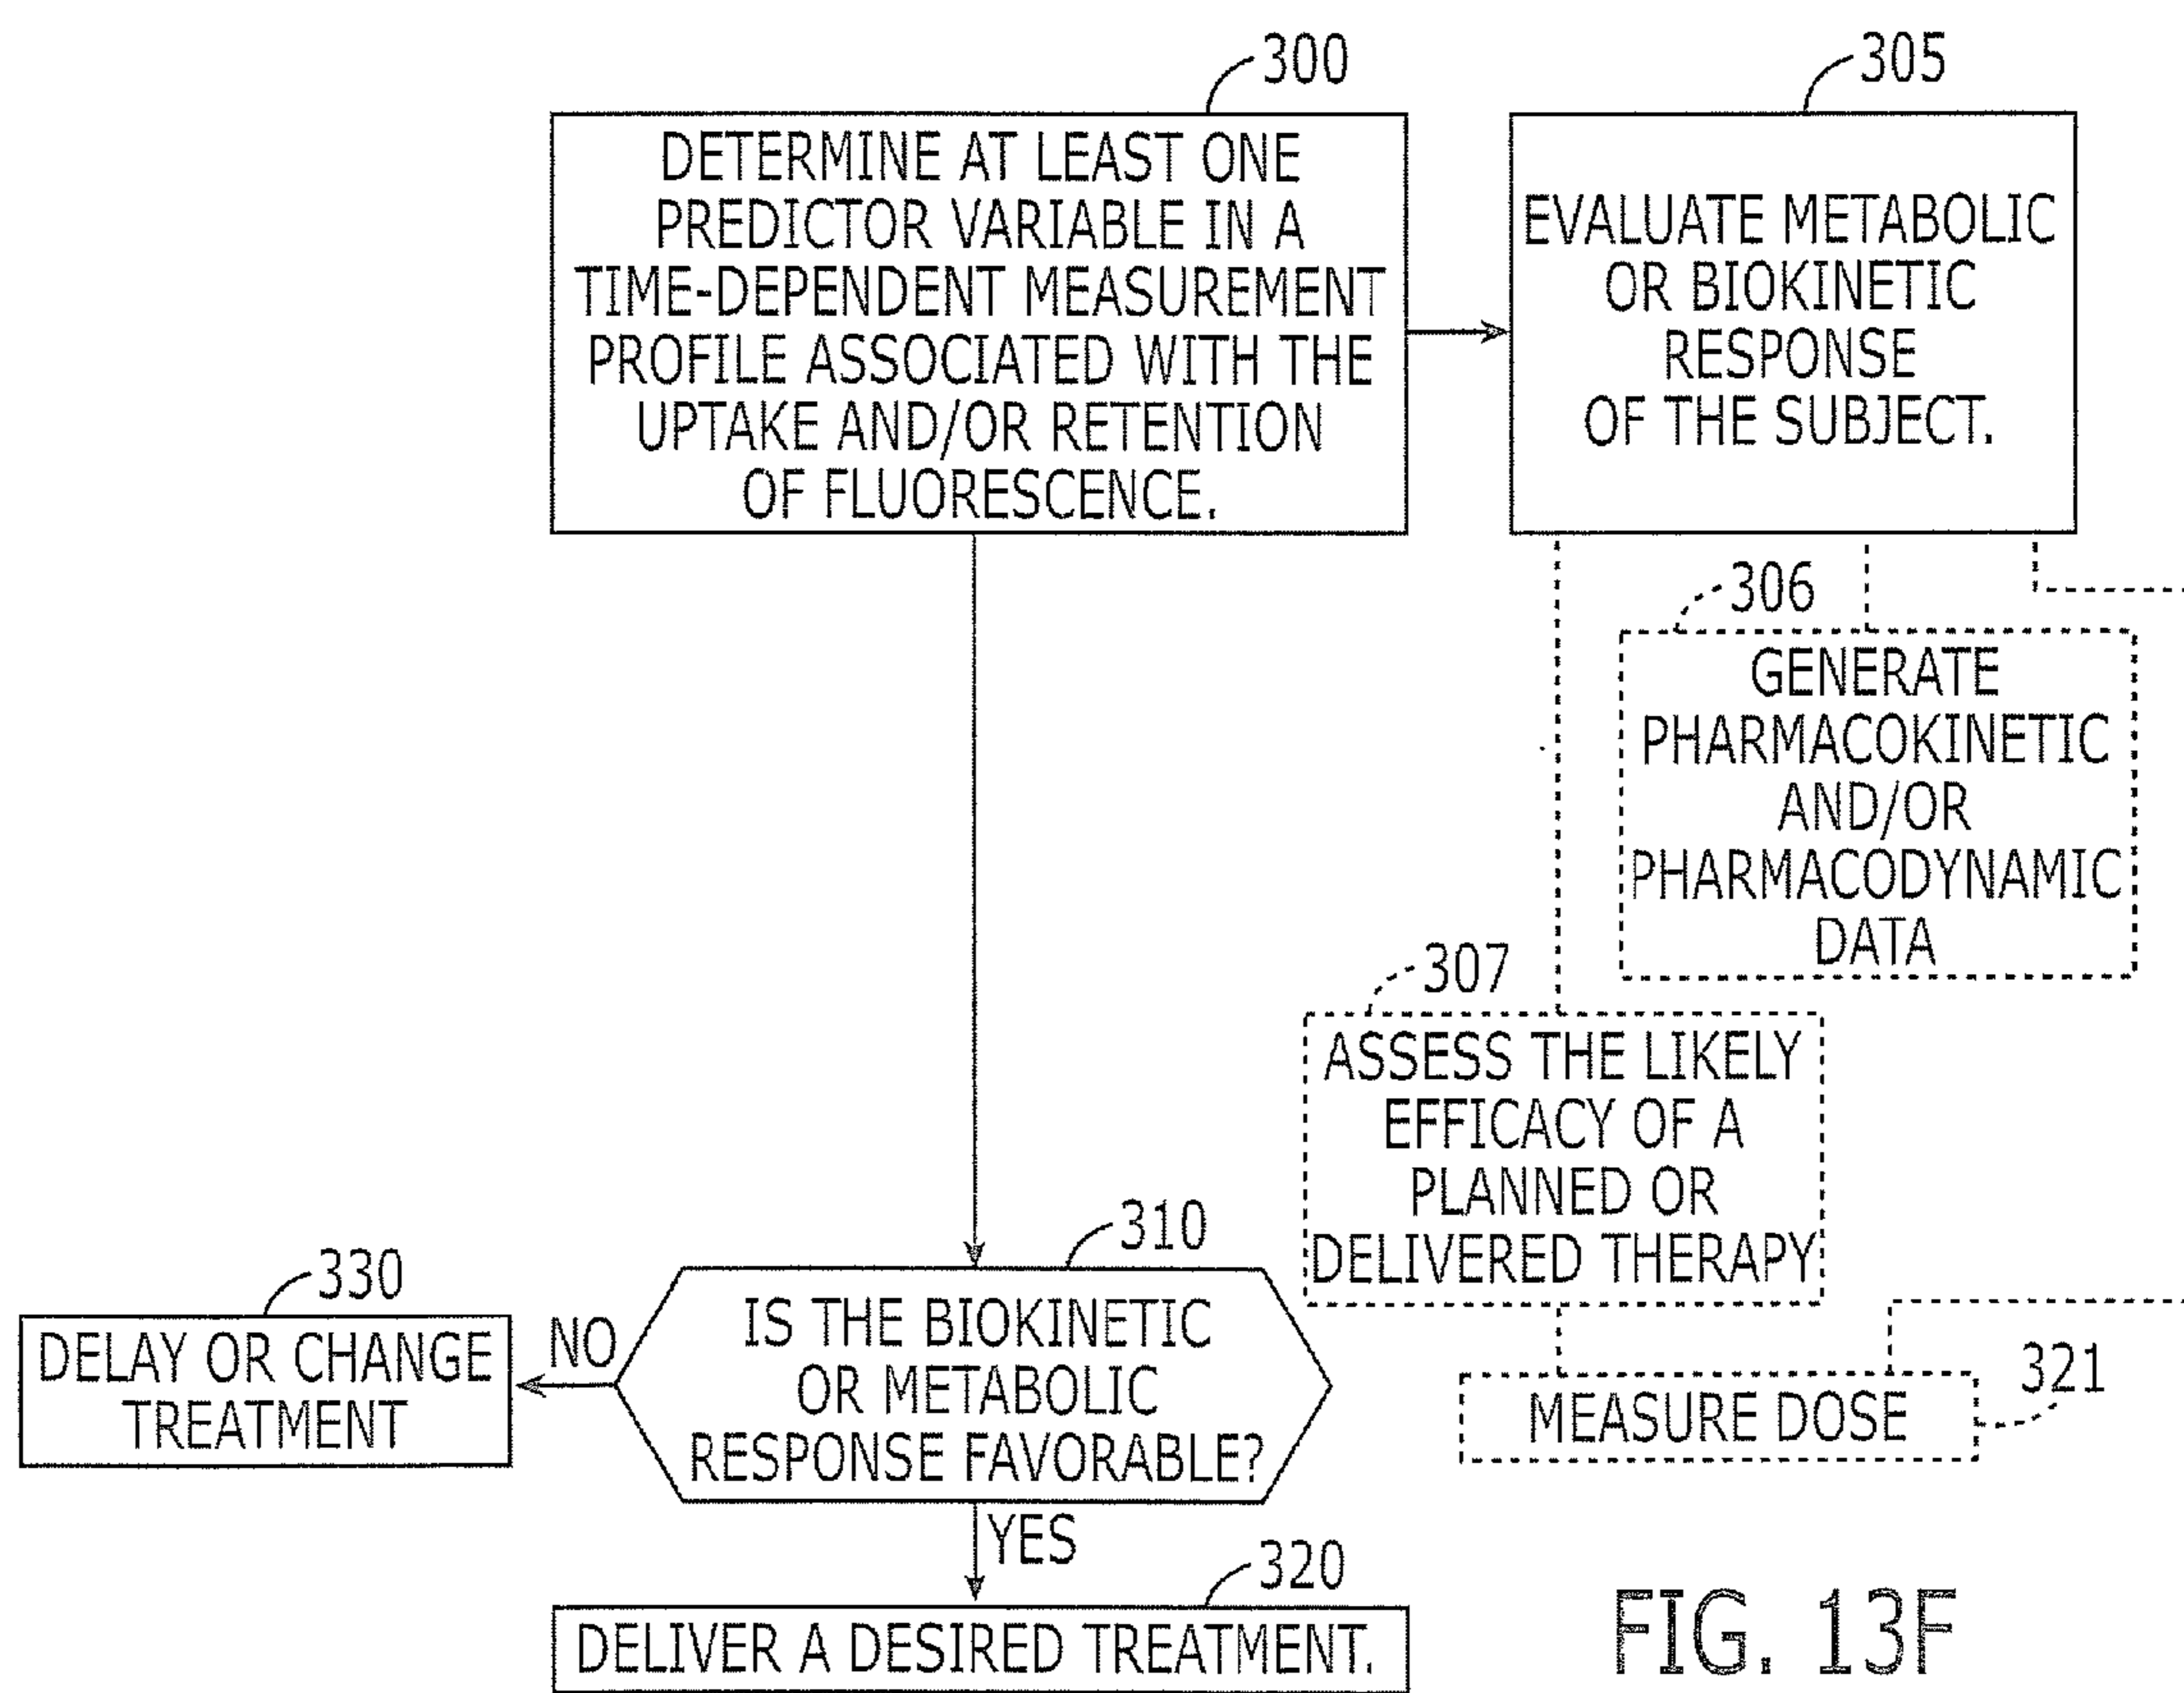 300
DETERMINE AT LEAST ONE
PREDICTOR VARIABLE IN A
TIME-DEPENDENT MEASUREMENT
PROFILE ASSOCIATED WITH THE
UPTAKE AND/OR RETENTION
OF FLUORESCENCE.
305
EVALUATE METABOLIC
OR BIOKINETIC
RESPONSE
OF THE SUBJECT.
306
GENERATE
PHARMACOKINETIC
AND/OR
PHARMACODYNAMIC
DATA
307
ASSESS THE LIKELY
EFFICACY OF A
PLANNED OR
DELIVERED THERAPY
310
IS THE BIOKINETIC
OR METABOLIC
RESPONSE FAVORABLE?
NO
330
DELAY OR CHANGE
TREATMENT
321
MEASURE DOSE
YES
320
DELIVER A DESIRED TREATMENT.
FIG. 13F